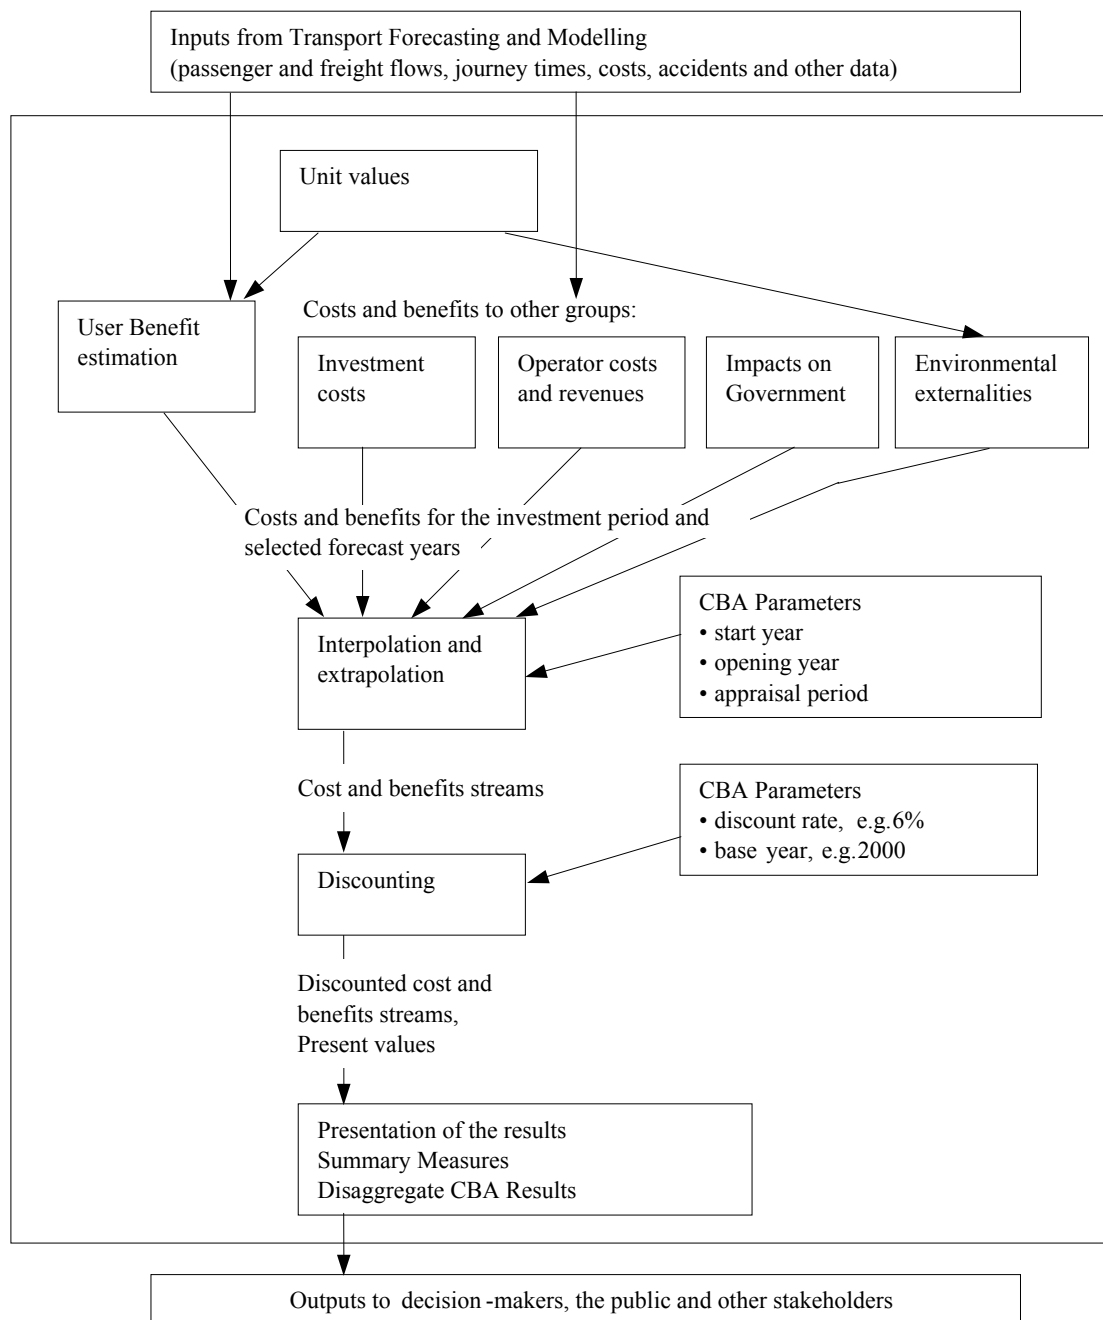 Inputs from Transport Forecasting and Modelling
(passenger and freight flows, journey times, costs, accidents and other data)
Unit values
User Benefit
estimation
Costs and benefits to other groups:
Investment
costs
Operator costs
and revenues
Impacts on
Government
Environmental
externalities
Costs and benefits for the investment period and
selected forecast years
Interpolation and
extrapolation
CBA Parameters
• start year
• opening year
• appraisal period
Cost and benefits streams
CBA Parameters
• discount rate, e.g.6%
• base year, e.g.2000
Discounting
Discounted cost and
benefits streams,
Present values
Presentation of the results
Summary Measures
Disaggregate CBA Results
Outputs to decision-makers, the public and other stakeholders